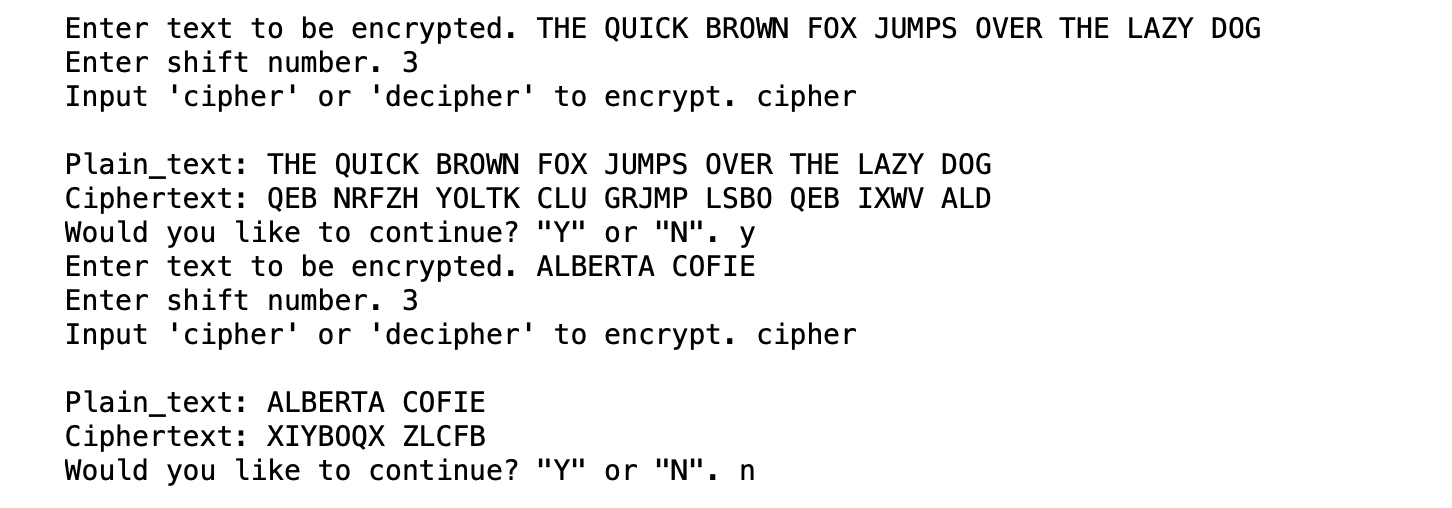 Enter text to be encrypted. THE QUICK BROWN FOX JUMPS OVER THE LAZY DOG
Enter shift number. 3
Input 'cipher' or 'decipher' to encrypt. cipher
Plain_text: THE QUICK BROWN FOX JUMPS OVER THE LAZY DOG
Ciphertext: QEB NRFZH YOLTK CLU GRJMP LSBO QEB IXWV ALD
Would you like to continue? "Y" or "N". y
Enter text to be encrypted. ALBERTA COFIE
Enter shift number. 3
Input 'cipher' or 'decipher' to encrypt. cipher
Plain_text: ALBERTA COFIE
Ciphertext: XIYBOQX ZLCFB
Would you like to continue? "Y" or "N". n